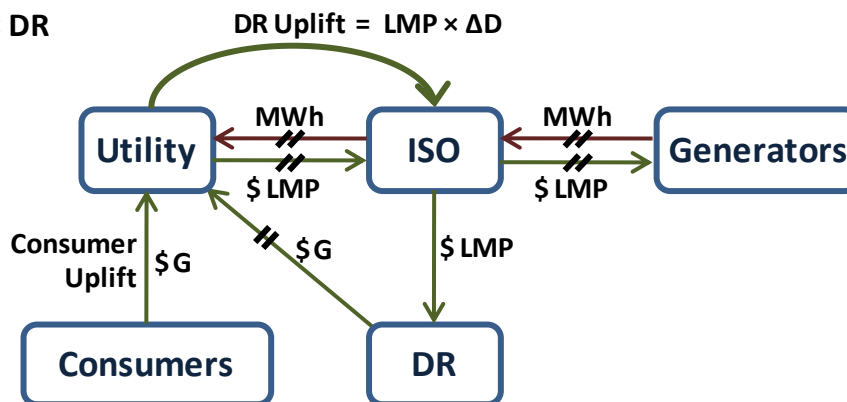 DR
DR Uplift = LMP × ΔD
MWh
MWh
Utility
ISO
Generators
$ LMP
$ LMP
Consumer
Uplift
$ G
$ G
$ LMP
Consumers
DR